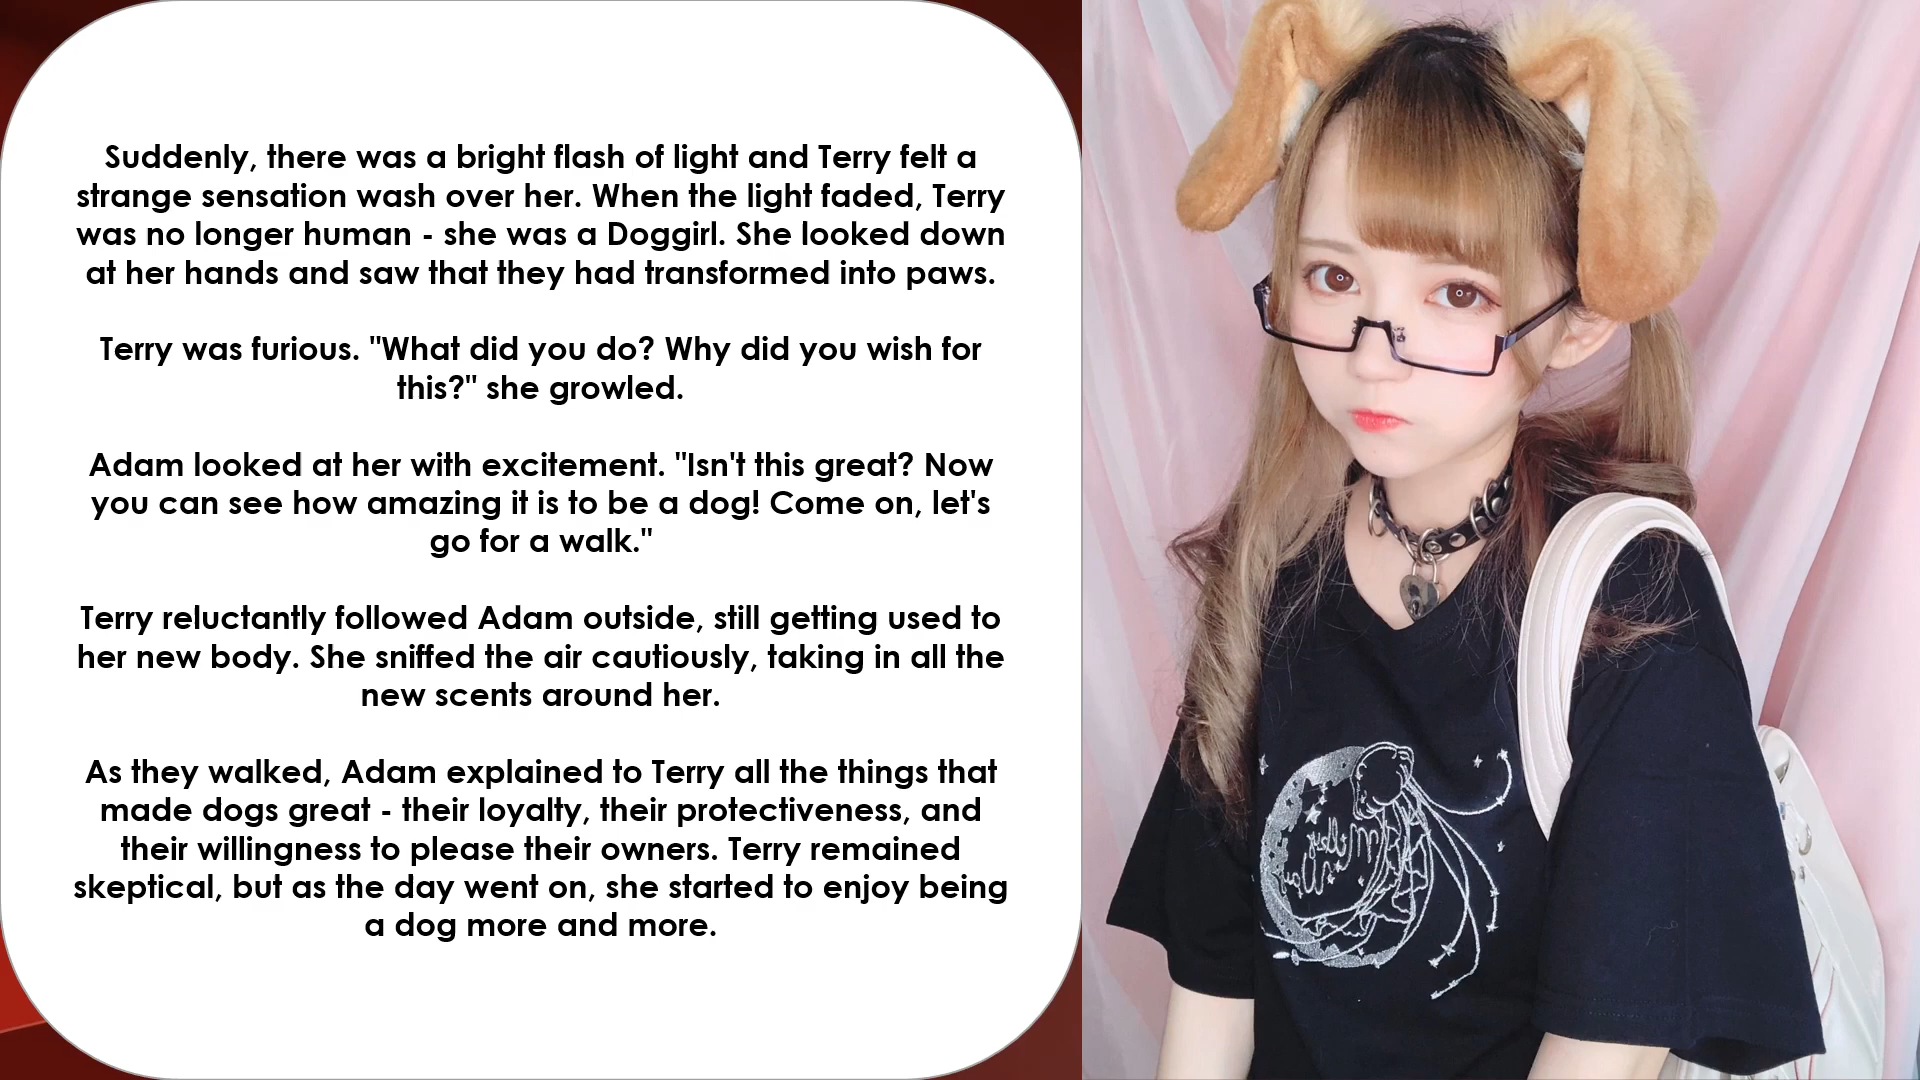 Suddenly, there was a bright flash of light and Terry felt a
strange sensation wash over her. When the light faded, Terry
was no longer human - she was a Doggirl. She looked down
at her hands and saw that they had transformed into paws.
Terry was furious. "What did you do? Why did you wish for
this?" she growled.
Adam looked at her with excitement. "Isn't this great? Now
you can see how amazing it is to be a dog! Come on, let's
go for a walk."
Terry reluctantly followed Adam outside, still getting used to
her new body. She sniffed the air cautiously, taking in all the
new scents around her.
As they walked, Adam explained to Terry all the things that
made dogs great - their loyalty, their protectiveness, and
their willingness to please their owners. Terry remained
skeptical, but as the day went on, she started to enjoy being
a dog more and more.